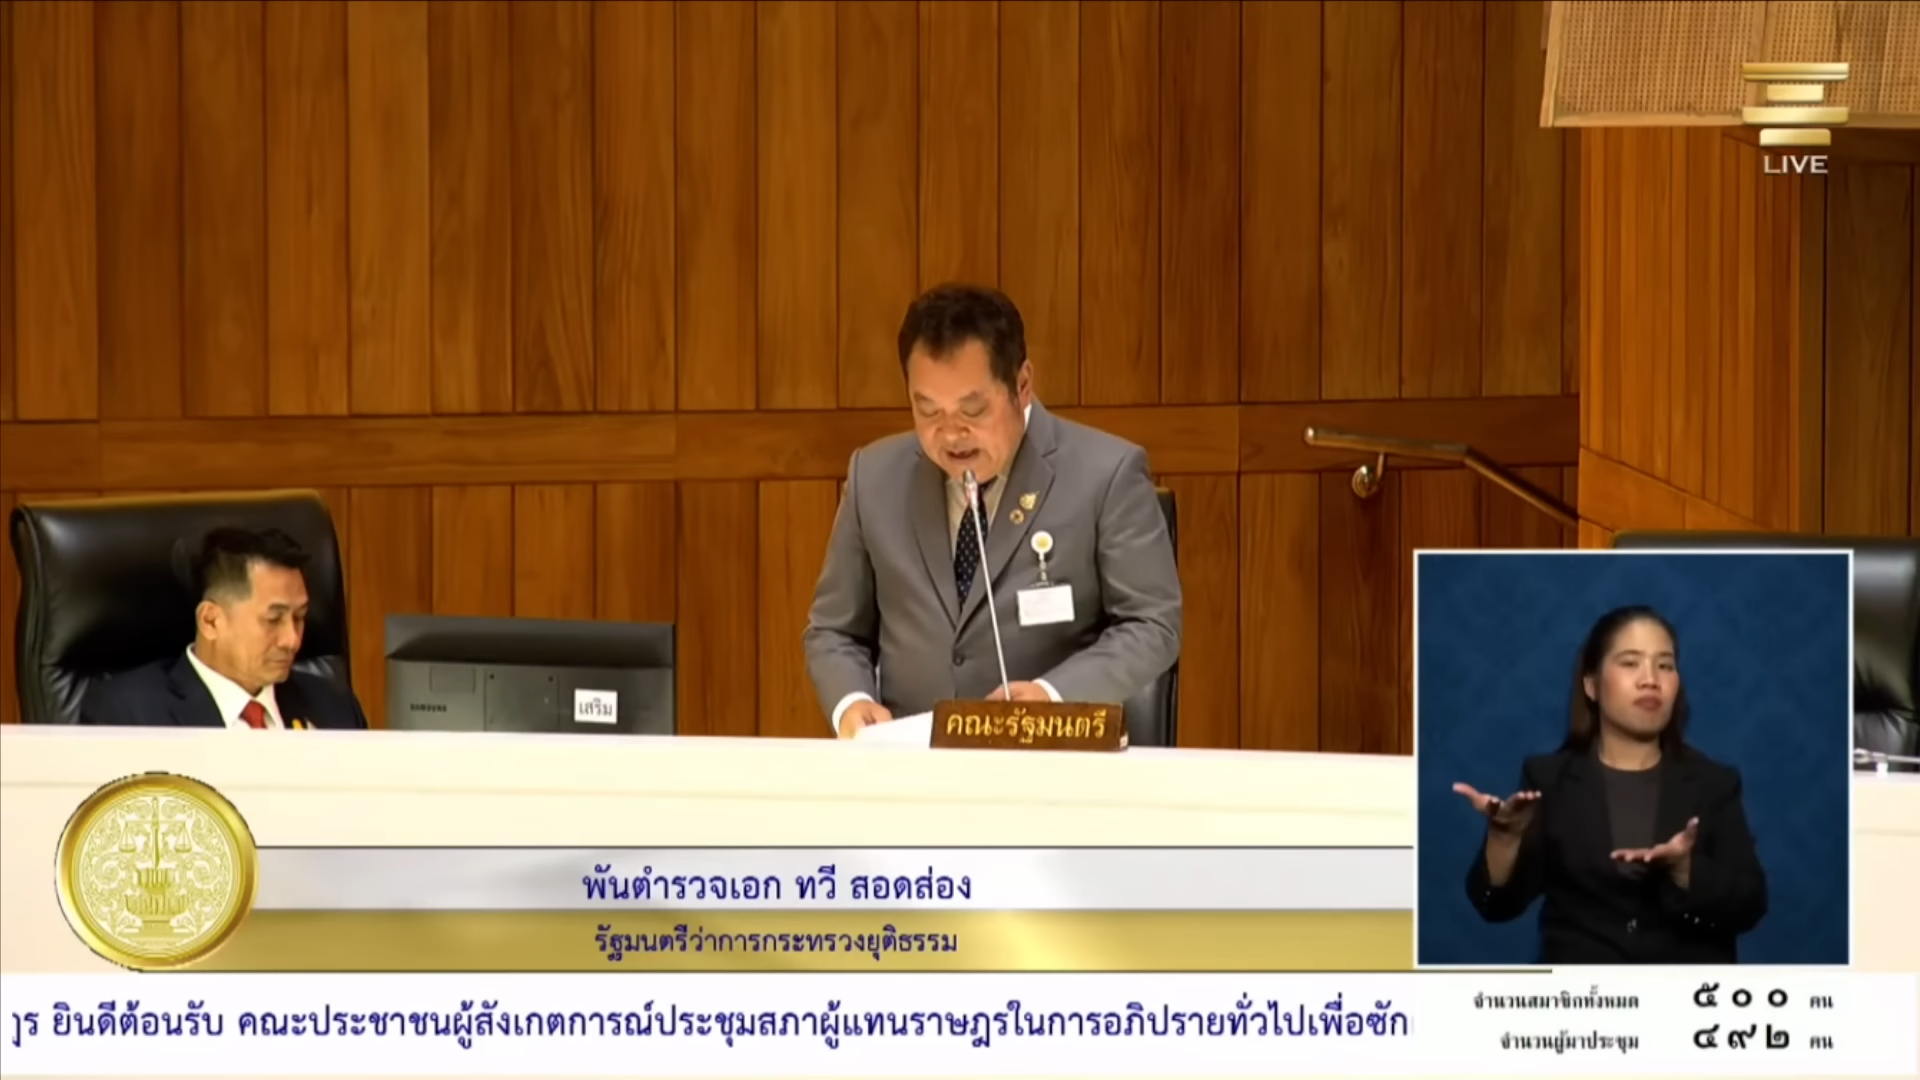 LIVE
SAMSUNG
เสริม
คณะรัฐมนตรี
พันตำรวจเอก ทวี สอดส่อง
รัฐมนตรีว่าการกระทรวงยุติธรรม
ยินดีต้อนรับ คณะประชาชนผู้สังเกตการณ์ประชุมสภาผู้แทนราษฎรในการอภิปรายทั่วไปเพื่อซัก
จำนวนสมาชิกทั้งหมด ๕๐๐ คน
จำนวนผู้มาประชุม ๔๙๒ คน